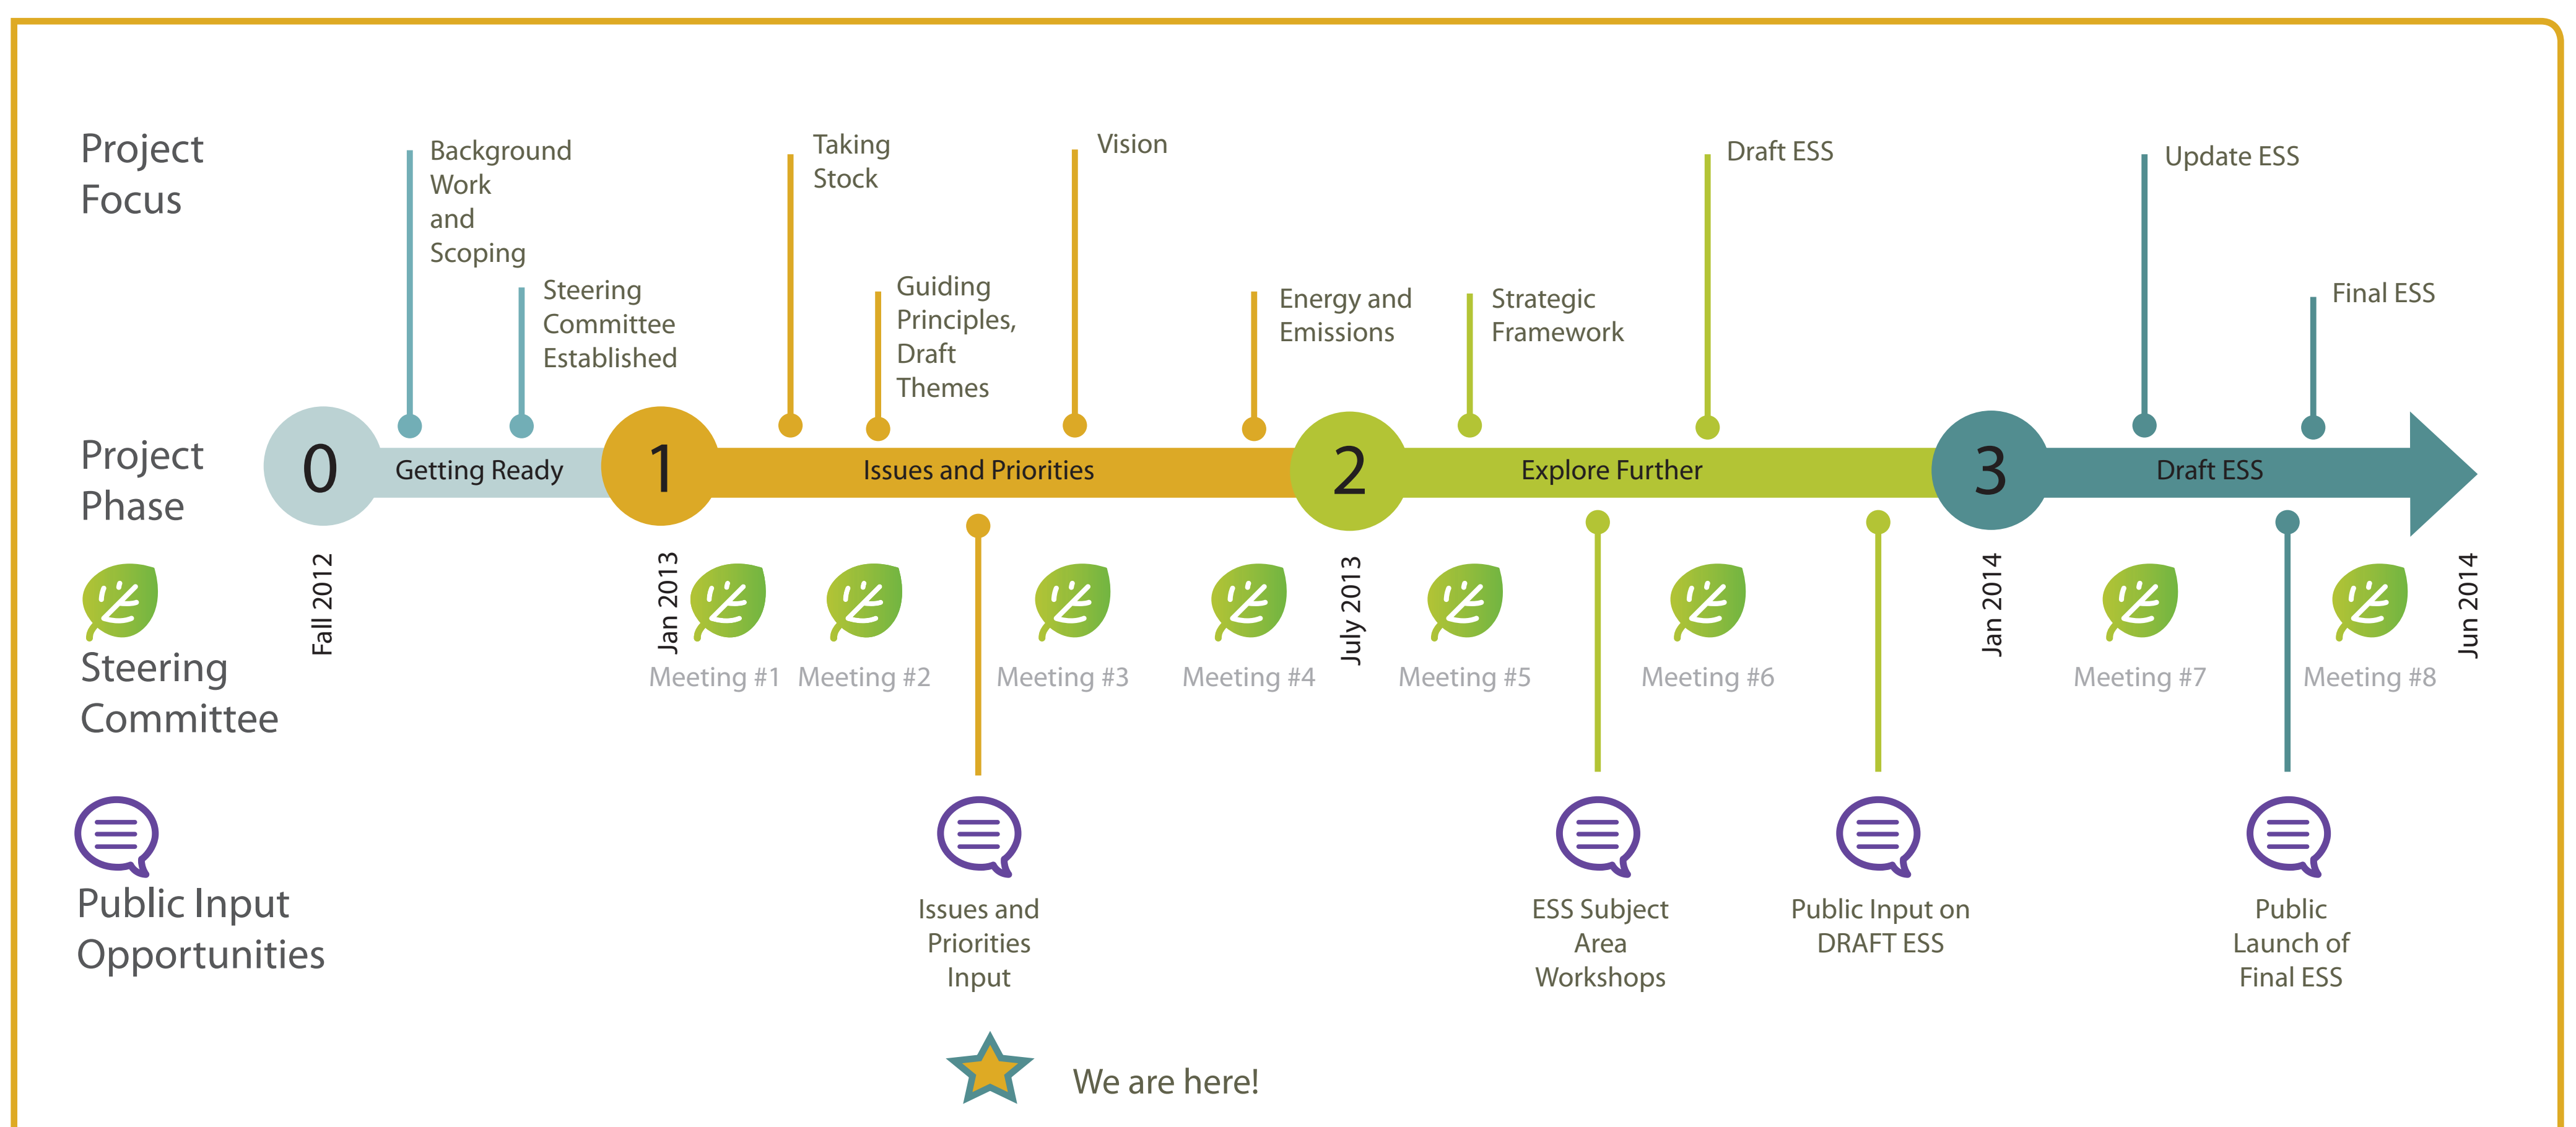 Project
Focus
Background
Work
and
Scoping
Steering
Committee
Established
Taking
Stock
Guiding
Principles,
Draft
Themes
Vision
Energy and
Emissions
Strategic
Framework
Draft ESS
Update ESS
Final ESS
Project
Phase
0
Getting Ready
1
Issues and Priorities
2
Explore Further
3
Draft ESS
Fall 2012
Jan 2013
July 2013
Jan 2014
Jun 2014
Steering
Committee
Meeting #1
Meeting #2
Meeting #3
Meeting #4
Meeting #5
Meeting #6
Meeting #7
Meeting #8
Public Input
Opportunities
Issues and
Priorities
Input
ESS Subject
Area
Workshops
Public Input on
DRAFT ESS
Public
Launch of
Final ESS
We are here!